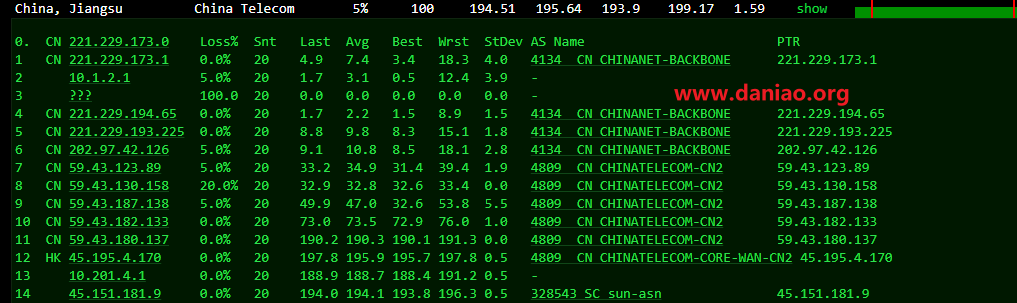 China, Jiangsu China Telecom 5% 100 194.51 195.64 193.9 199.17 1.59 show
0. CN 221.229.173.0 Loss% Snt Last Avg Best Wrst StDev AS Name PTR
1 CN 221.229.173.1 0.0% 20 4.9 7.4 3.4 18.3 4.0 4134 CN CHINANET-BACKBONE 221.229.173.1
2 10.1.2.1 5.0% 20 1.7 3.1 0.5 12.4 3.9 -
3 ??? 100.0 20 0.0 0.0 0.0 0.0 0.0 -
www.daniao.org
4 CN 221.229.194.65 0.0% 20 1.7 2.2 1.5 8.9 1.5 4134 CN CHINANET-BACKBONE 221.229.194.65
5 CN 221.229.193.225 0.0% 20 8.8 9.8 8.3 15.1 1.8 4134 CN CHINANET-BACKBONE 221.229.193.225
6 CN 202.97.42.126 5.0% 20 9.1 10.8 8.5 18.1 2.8 4134 CN CHINANET-BACKBONE 202.97.42.126
7 CN 59.43.123.89 5.0% 20 33.2 34.9 31.4 39.4 1.9 4809 CN CHINATELECOM-CN2 59.43.123.89
8 CN 59.43.130.158 20.0% 20 32.9 32.8 32.6 33.4 0.0 4809 CN CHINATELECOM-CN2 59.43.130.158
9 CN 59.43.187.138 5.0% 20 49.9 47.0 32.6 53.8 5.5 4809 CN CHINATELECOM-CN2 59.43.187.138
10 CN 59.43.182.133 0.0% 20 73.0 73.5 72.9 76.0 1.0 4809 CN CHINATELECOM-CN2 59.43.182.133
11 CN 59.43.180.137 0.0% 20 190.2 190.3 190.1 191.3 0.0 4809 CN CHINATELECOM-CN2 59.43.180.137
12 HK 45.195.4.170 0.0% 20 197.8 195.9 195.7 197.8 0.5 4809 CN CHINATELECOM-CORE-WAN-CN2 45.195.4.170
13 10.201.4.1 0.0% 20 188.9 188.7 188.4 191.2 0.5 -
14 45.151.181.9 0.0% 20 194.0 194.1 193.8 196.3 0.5 328543 SC sun-asn 45.151.181.9